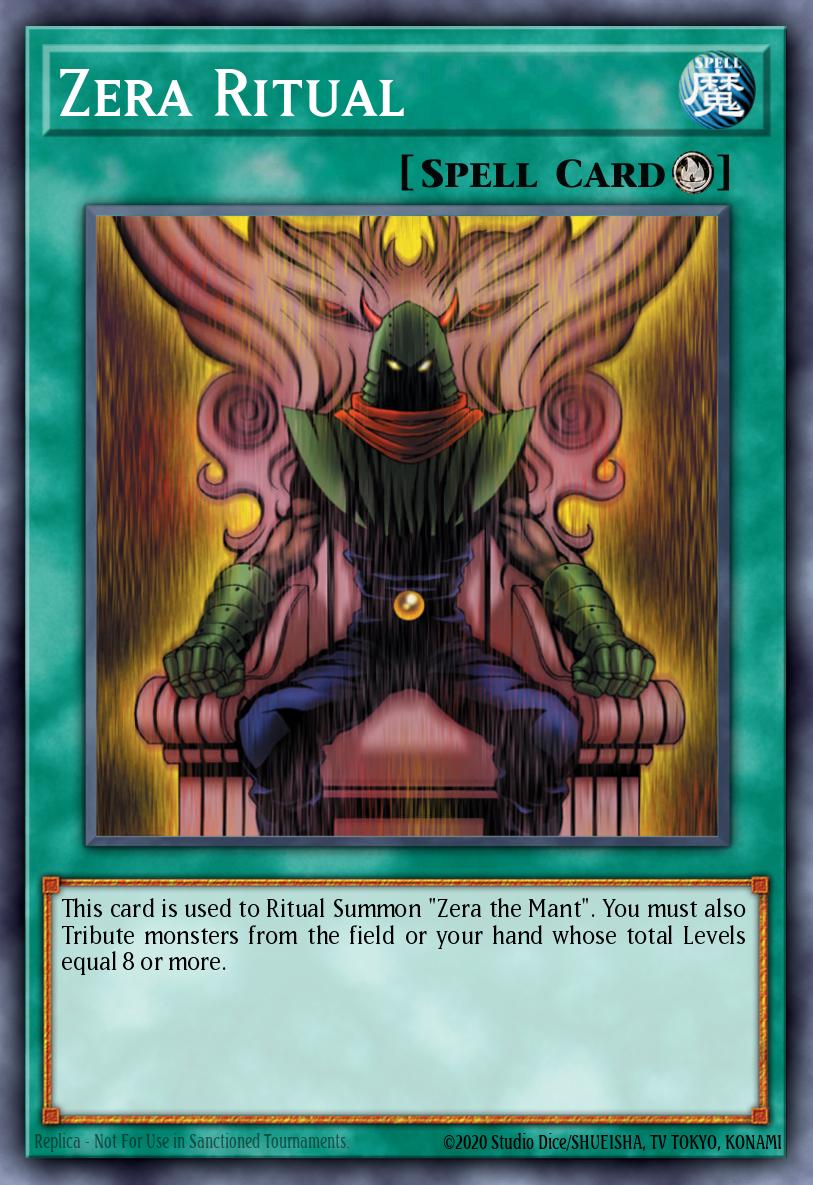 Zera Ritual
SPELL
魔
[Spell Card]
This card is used to Ritual Summon "Zera the Mant". You must also
Tribute monsters from the field or your hand whose total Levels
equal 8 or more.
Replica - Not For Use in Sanctioned Tournaments.
©2020 Studio Dice/SHUEISHA, TV TOKYO, KONAMI